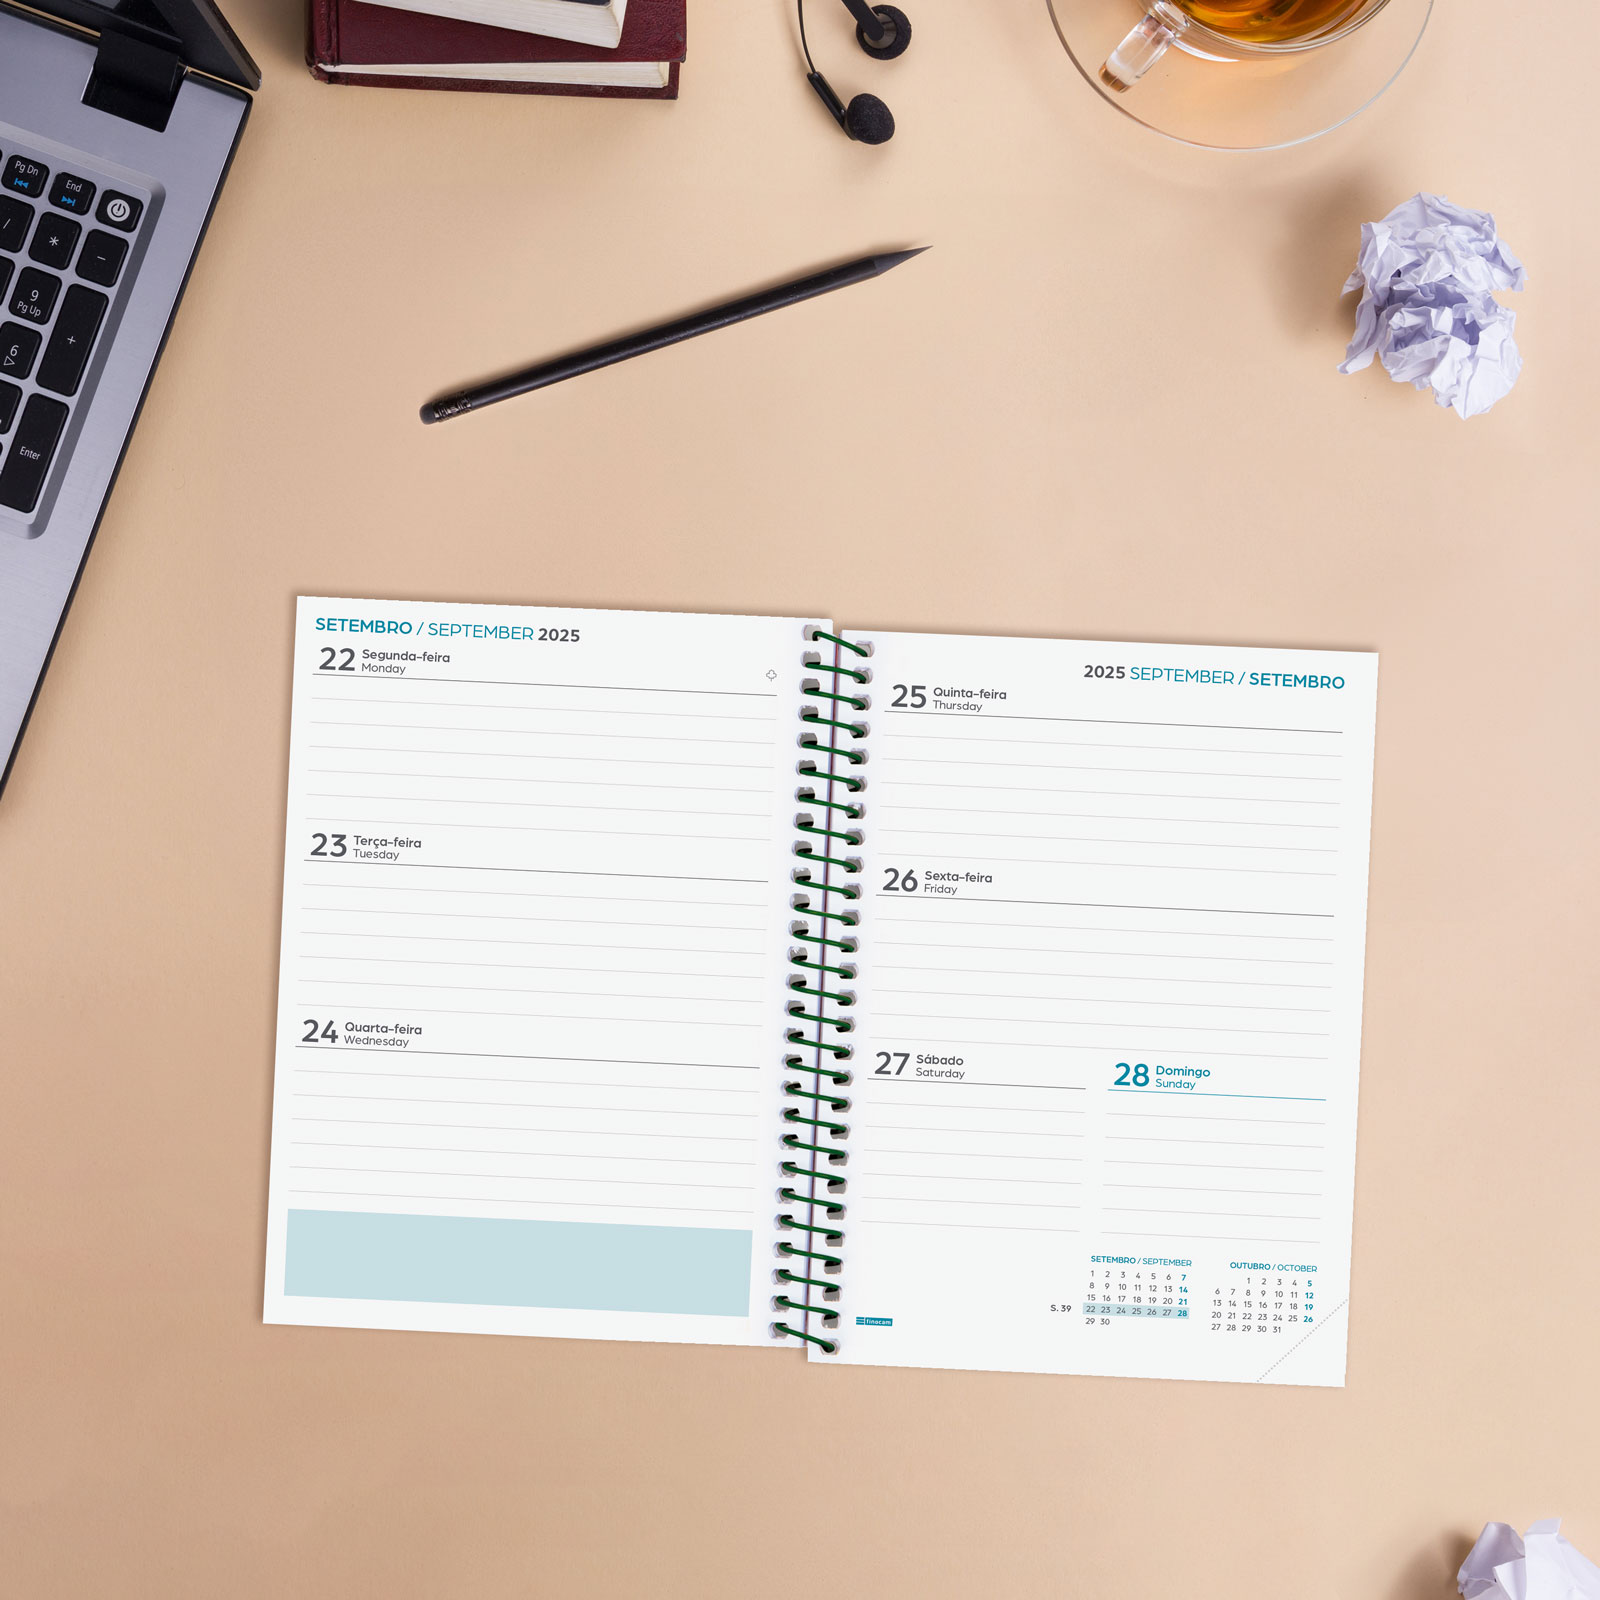 Pg Dn
End
/
*
-
9
Pg Up
+
6
Enter
SETEMBRO / SEPTEMBER 2025
22 Segunda-feira
Monday
23 Terça-feira
Tuesday
24 Quarta-feira
Wednesday
2025 SEPTEMBER / SETEMBRO
25 Quinta-feira
Thursday
26 Sexta-feira
Friday
27 Sábado
Saturday
28 Domingo
Sunday
finocam
S. 39
SETEMBRO / SEPTEMBER
1 2 3 4 5 6 7
8 9 10 11 12 13 14
15 16 17 18 19 20 21
22 23 24 25 26 27 28
29 30
OUTUBRO / OCTOBER
1 2 3 4 5
6 7 8 9 10 11 12
13 14 15 16 17 18 19
20 21 22 23 24 25 26
27 28 29 30 31